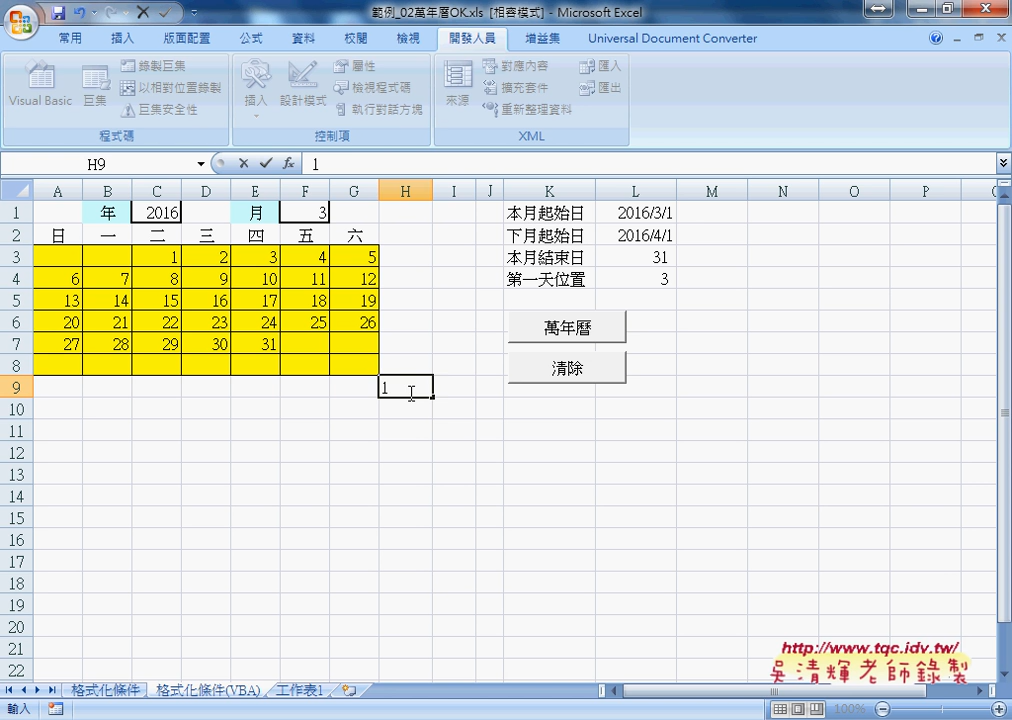 範例_02萬年曆OK.xls [相容模式] - Microsoft Excel
常用 插入 版面配置 公式 資料 校閱 檢視 開發人員 增益集 Universal Document Converter
Visual Basic 巨集 錄製巨集 以相對位置錄製 巨集安全性 插入 設計模式 屬性 檢視程式碼 執行對話方塊 來源 對應內容 擴充套件 重新整理資料 匯入 匯出
程式碼 控制項 XML
H9 fx 1
A B C D E F G H I J K L M N O P
1 年 2016 月 3 本月起始日 2016/3/1
2 日 一 二 三 四 五 六 下月起始日 2016/4/1
3 1 2 3 4 5 本月結束日 31
4 6 7 8 9 10 11 12 第一天位置 3
5 13 14 15 16 17 18 19
6 20 21 22 23 24 25 26 萬年曆
7 27 28 29 30 31
8 清除
9 1
10
11
12
13
14
15
16
17
18
19
20
21
22
http://www.tqc.idv.tw/
吳清輝老師錄製
格式化條件 格式化條件(VBA) 工作表1
輸入 100%